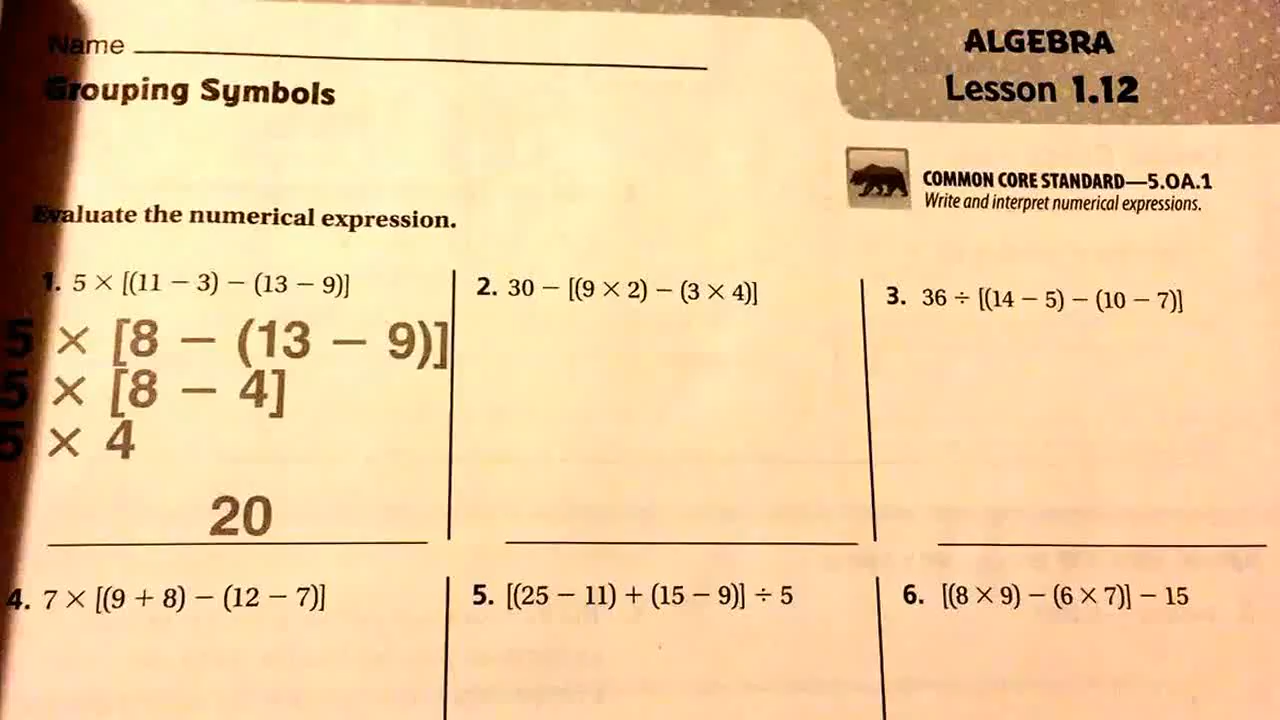 Name
Grouping Symbols
ALGEBRA
Lesson 1.12
COMMON CORE STANDARD—5.OA.1
Write and interpret numerical expressions.
Evaluate the numerical expression.
1. 5 × [(11 − 3) − (13 − 9)]
5 × [8 − (13 − 9)]
5 × [8 − 4]
5 × 4
20
2. 30 − [(9 × 2) − (3 × 4)]
3. 36 ÷ [(14 − 5) − (10 − 7)]
4. 7 × [(9 + 8) − (12 − 7)]
5. [(25 − 11) + (15 − 9)] ÷ 5
6. [(8 × 9) − (6 × 7)] − 15